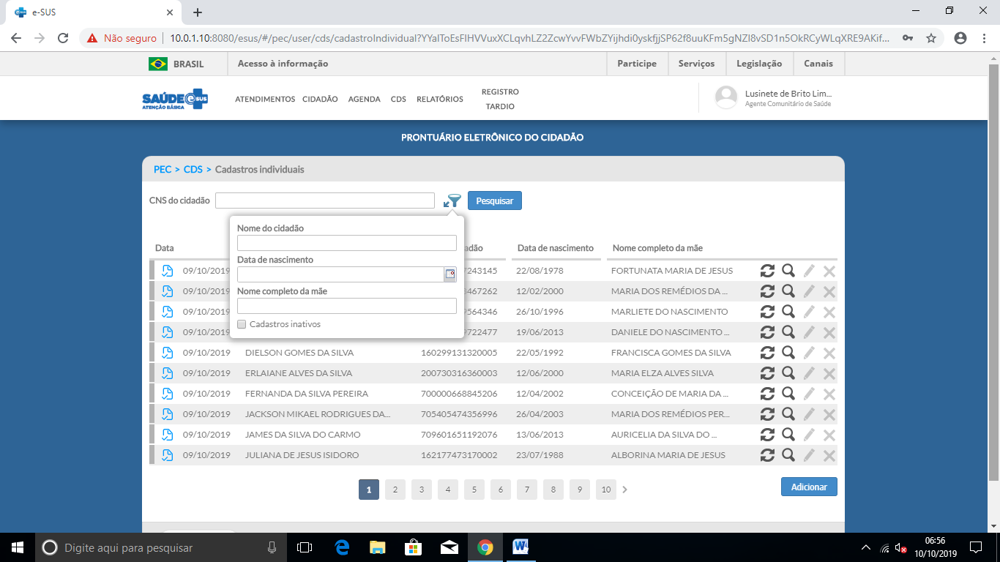 e-SUS
Não seguro | 10.0.1.10:8080/esus/#/pec/user/cds/cadastroIndividual?
BRASIL Acesso à informação Participe Serviços Legislação Canais
SAÚDE e-SUS
ATENÇÃO BÁSICA
ATENDIMENTOS CIDADÃO AGENDA CDS RELATÓRIOS REGISTRO TARDIO
Lusinete de Brito Lim...
Agente Comunitário de Saúde
PRONTUÁRIO ELETRÔNICO DO CIDADÃO
PEC > CDS > Cadastros individuais
CNS do cidadão Pesquisar
Nome do cidadão
Data de nascimento
Nome completo da mãe
Cadastros inativos
Data adão Data de nascimento Nome completo da mãe
09/10/2019 243145 22/08/1978 FORTUNATA MARIA DE JESUS
09/10/2019 467262 12/02/2000 MARIA DOS REMÉDIOS DA ...
09/10/2019 564346 26/10/1996 MARLIETE DO NASCIMENTO
09/10/2019 722477 19/06/2013 DANIELE DO NASCIMENTO ...
09/10/2019 DIELSON GOMES DA SILVA 160299131320005 22/05/1992 FRANCISCA GOMES DA SILVA
09/10/2019 ERLAIANE ALVES DA SILVA 200730316360003 12/06/2000 MARIA ELZA ALVES SILVA
09/10/2019 FERNANDA DA SILVA PEREIRA 700000668845206 12/04/2002 CONCEIÇÃO DE MARIA DA ...
09/10/2019 JACKSON MIKAEL RODRIGUES DA... 705405474356996 26/04/2003 MARIA DOS REMÉDIOS PER...
09/10/2019 JAMES DA SILVA DO CARMO 709601651192076 13/06/2013 AURICELIA DA SILVA DO ...
09/10/2019 JULIANA DE JESUS ISIDORO 162177473170002 23/07/1988 ALBORINA MARIA DE JESUS
1 2 3 4 5 6 7 8 9 10
Adicionar
Digite aqui para pesquisar
06:56
10/10/2019